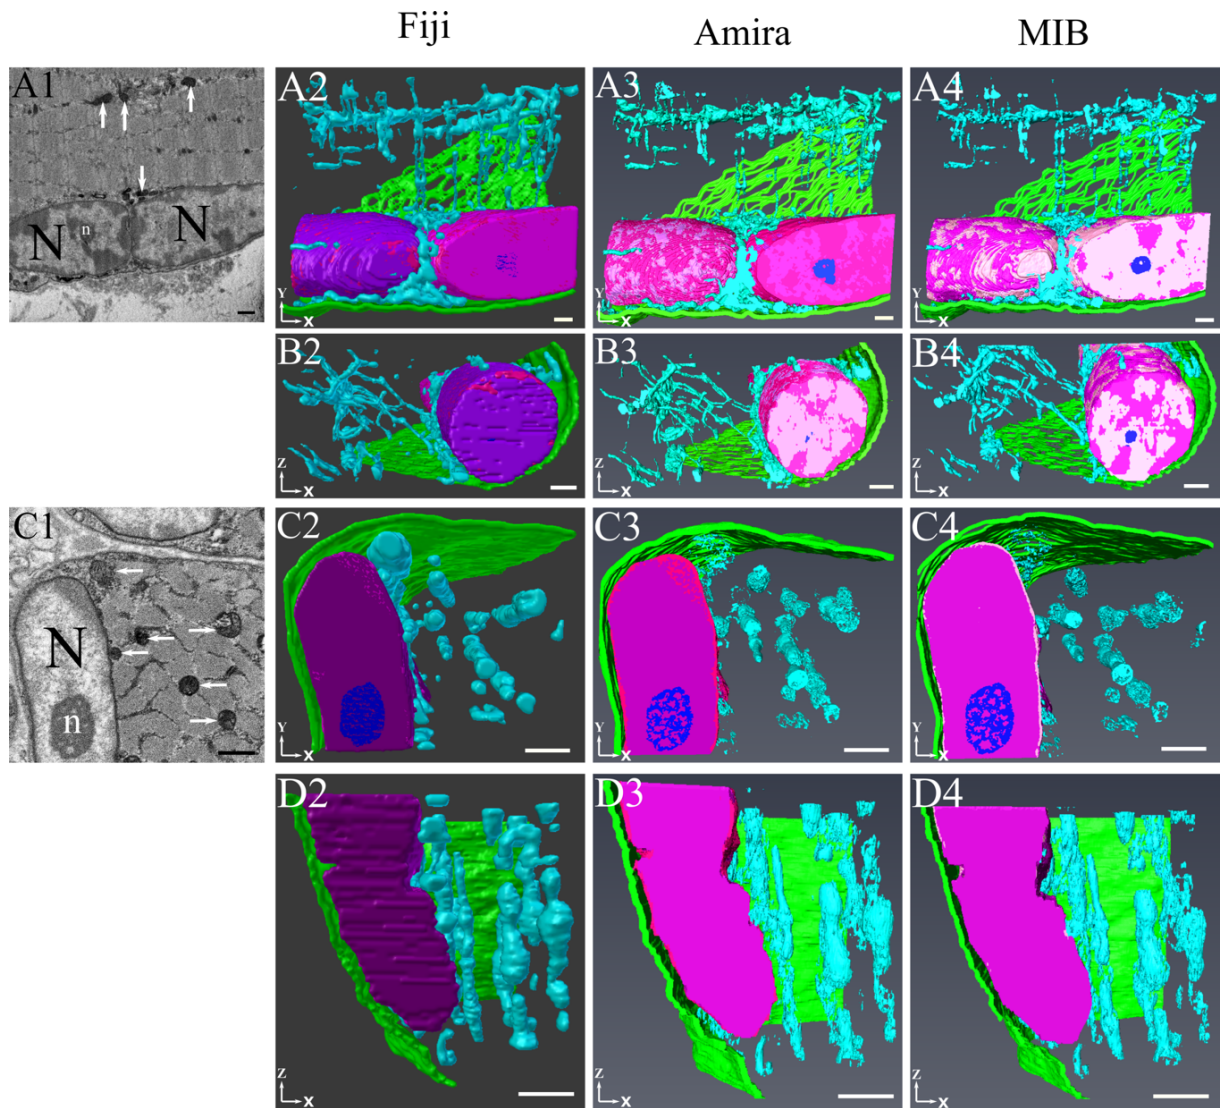 Fiji Amira MIB
A1 A2 A3 A4
N n N
Y X Y X Y X
B2 B3 B4
Z X Z X Z X
C1 C2 C3 C4
N
n
Y X Y X Y X
D2 D3 D4
Z X Z X Z X